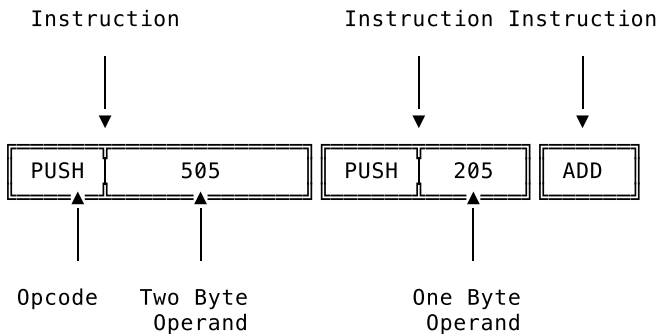 Instruction Instruction Instruction
PUSH 505 PUSH 205 ADD
Opcode Two Byte One Byte
Operand Operand